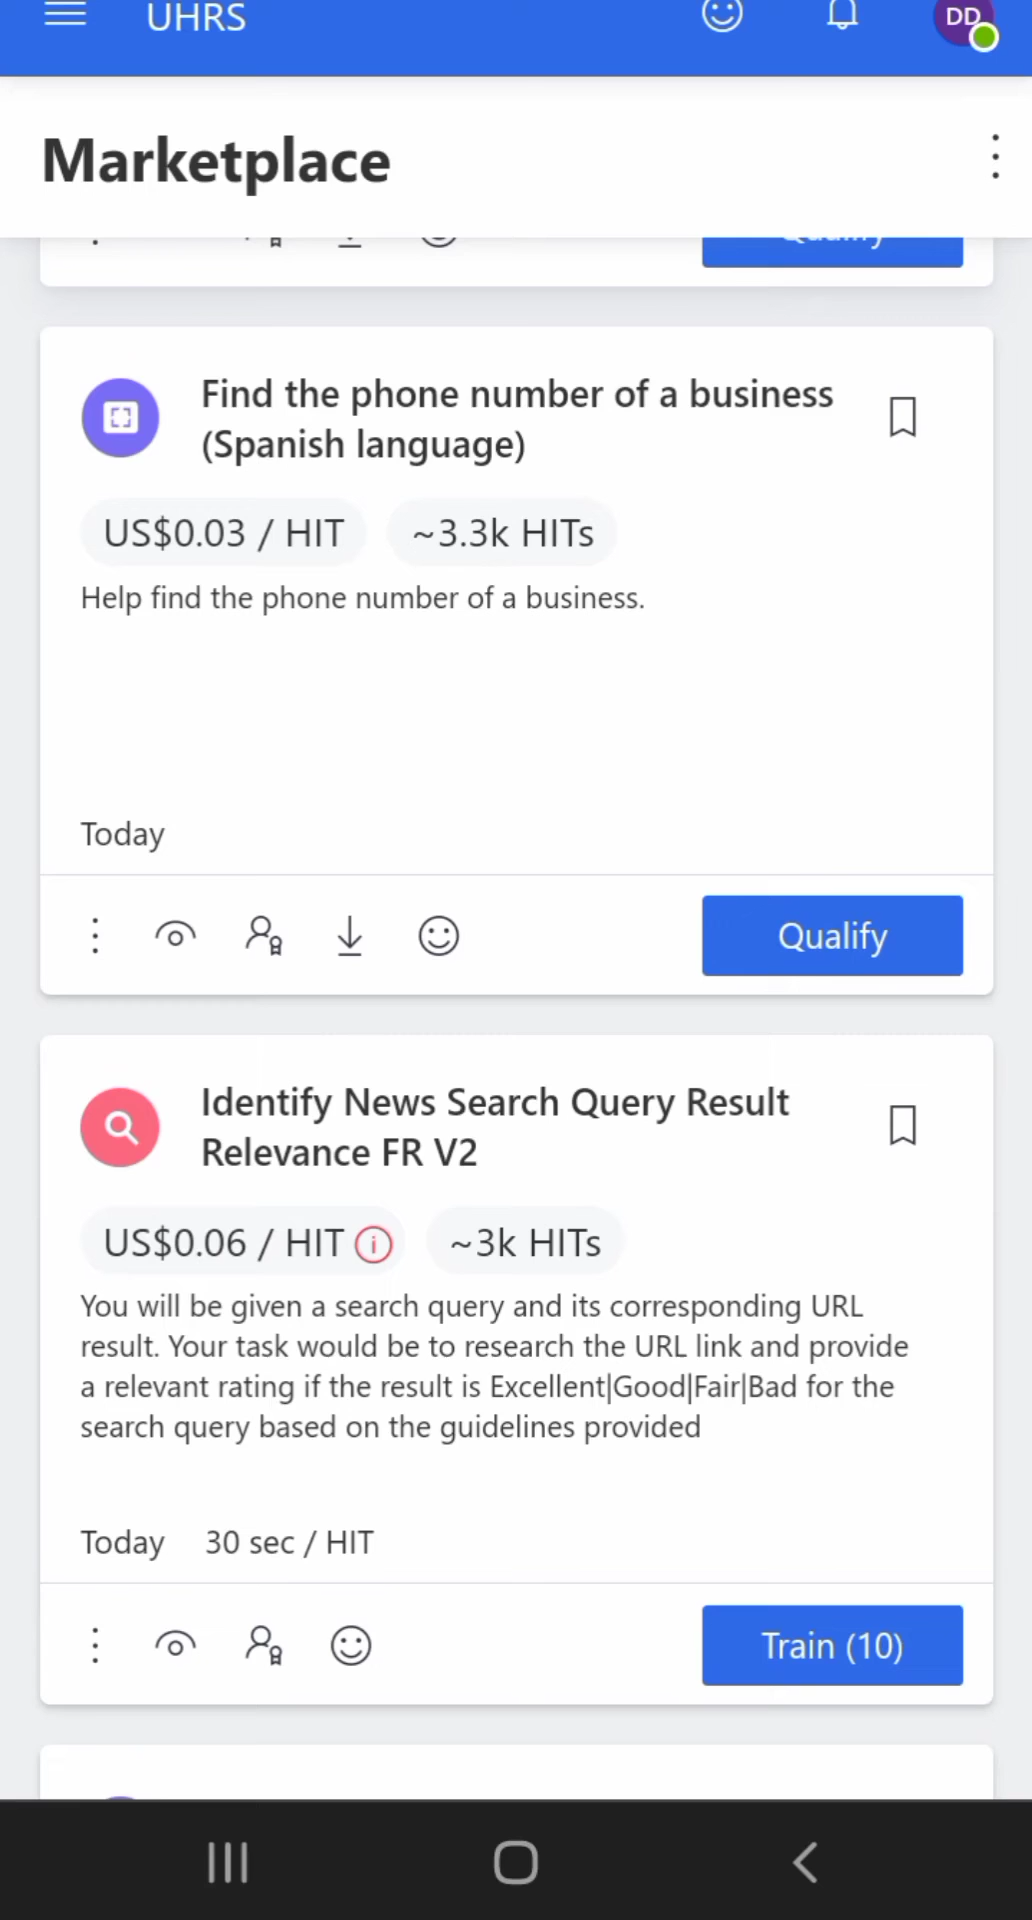 UHRS
DD
Marketplace
Qualify
Find the phone number of a business
(Spanish language)
US$0.03 / HIT
~3.3k HITs
Help find the phone number of a business.
Today
Qualify
Identify News Search Query Result
Relevance FR V2
US$0.06 / HIT
~3k HITs
You will be given a search query and its corresponding URL
result. Your task would be to research the URL link and provide
a relevant rating if the result is Excellent|Good|Fair|Bad for the
search query based on the guidelines provided
Today 30 sec / HIT
Train (10)